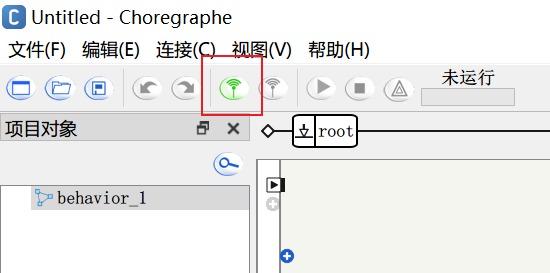 Untitled - Choregraphe
文件(F) 编辑(E) 连接(C) 视图(V) 帮助(H)
未运行
项目对象
root
behavior_1